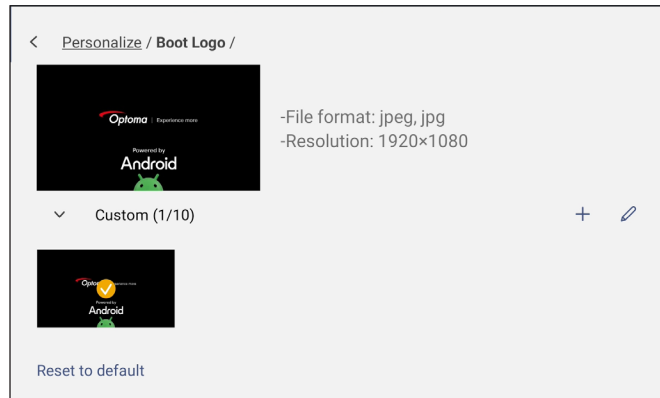 Personalize / Boot Logo /
Optoma | Experience more
Powered by
Android
-File format: jpeg, jpg
-Resolution: 1920×1080
Custom (1/10)
Powered by
Android
Reset to default